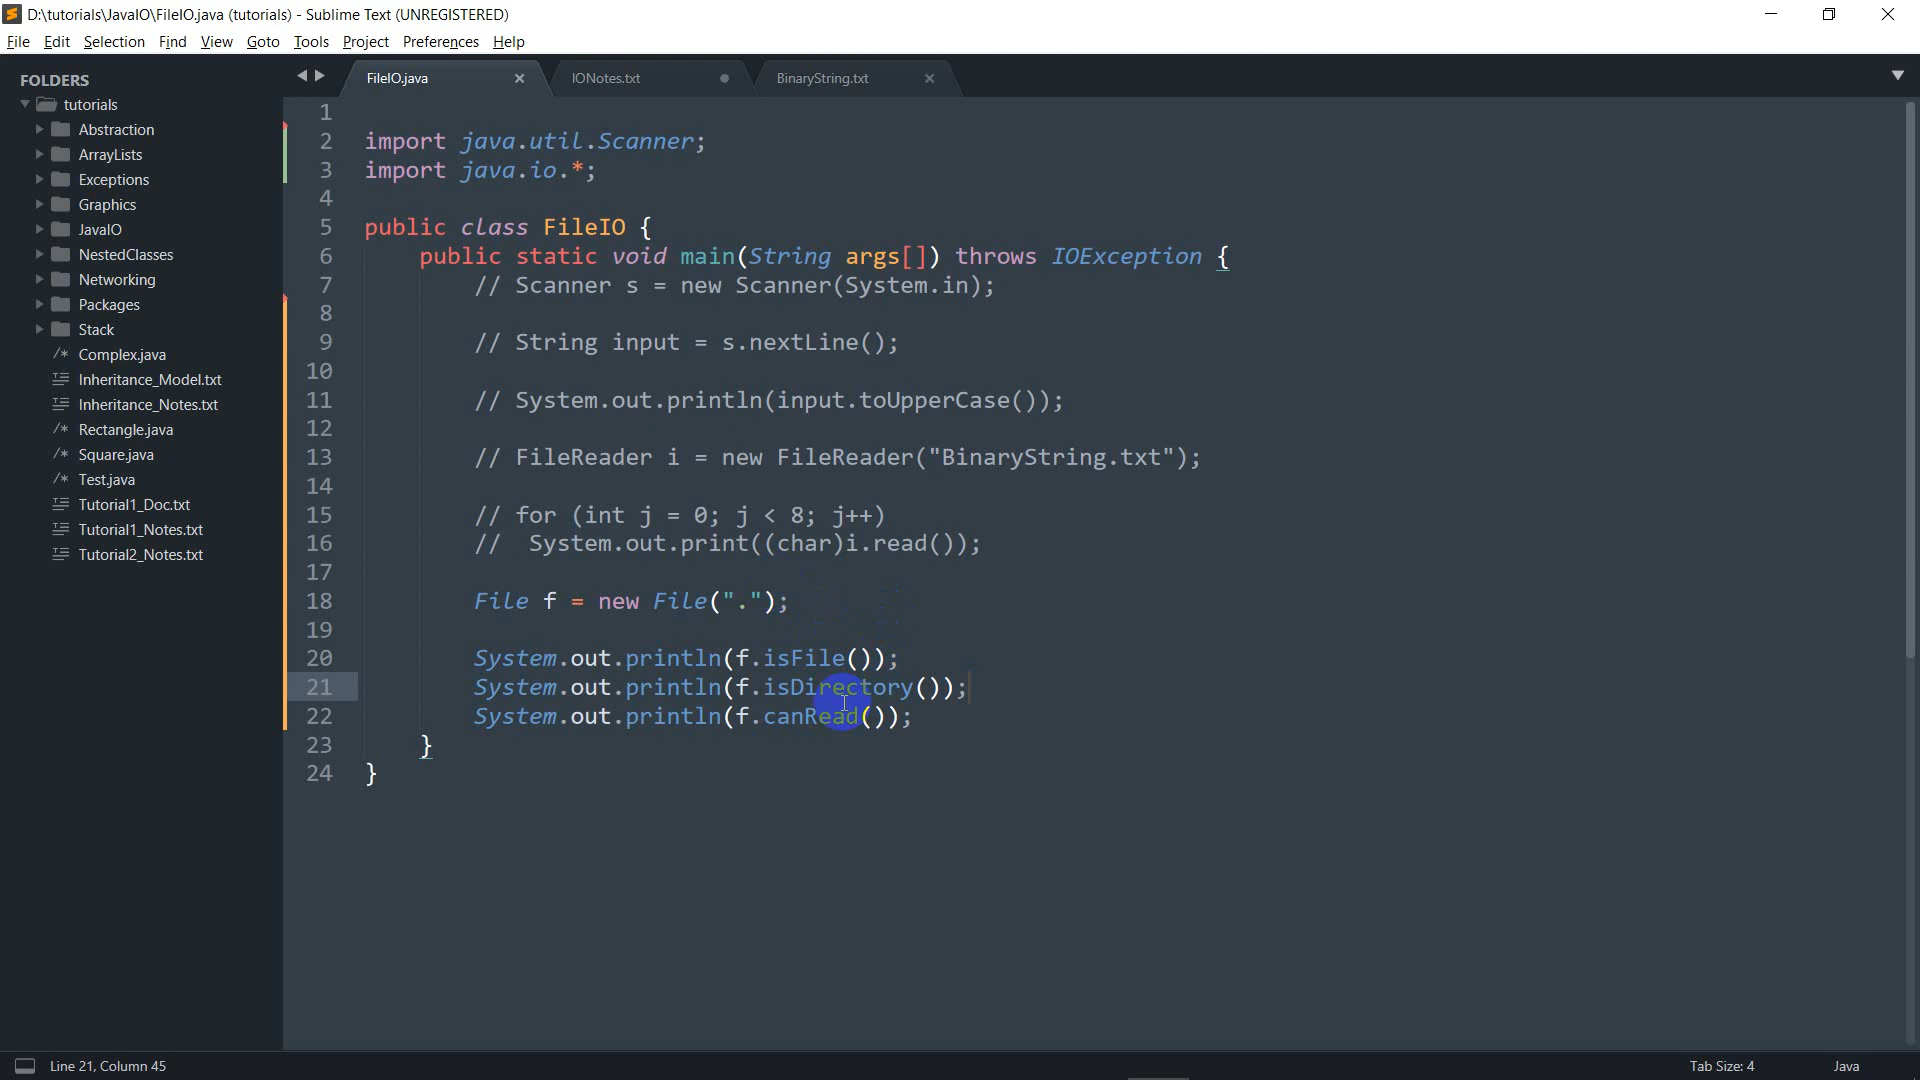 D:\tutorials\JavaIO\FileIO.java (tutorials) - Sublime Text (UNREGISTERED)
File Edit Selection Find View Goto Tools Project Preferences Help
FOLDERS
tutorials
Abstraction
ArrayLists
Exceptions
Graphics
JavaIO
NestedClasses
Networking
Packages
Stack
/* Complex.java
Inheritance_Model.txt
Inheritance_Notes.txt
/* Rectangle.java
/* Square.java
/* Test.java
Tutorial1_Doc.txt
Tutorial1_Notes.txt
Tutorial2_Notes.txt
FileIO.java IONotes.txt BinaryString.txt
1
2 import java.util.Scanner;
3 import java.io.*;
4
5 public class FileIO {
6 public static void main(String args[]) throws IOException {
7 // Scanner s = new Scanner(System.in);
8
9 // String input = s.nextLine();
10
11 // System.out.println(input.toUpperCase());
12
13 // FileReader i = new FileReader("BinaryString.txt");
14
15 // for (int j = 0; j < 8; j++)
16 // System.out.print((char)i.read());
17
18 File f = new File(".");
19
20 System.out.println(f.isFile());
21 System.out.println(f.isDirectory());
22 System.out.println(f.canRead());
23 }
24 }
Line 21, Column 45 Tab Size: 4 Java